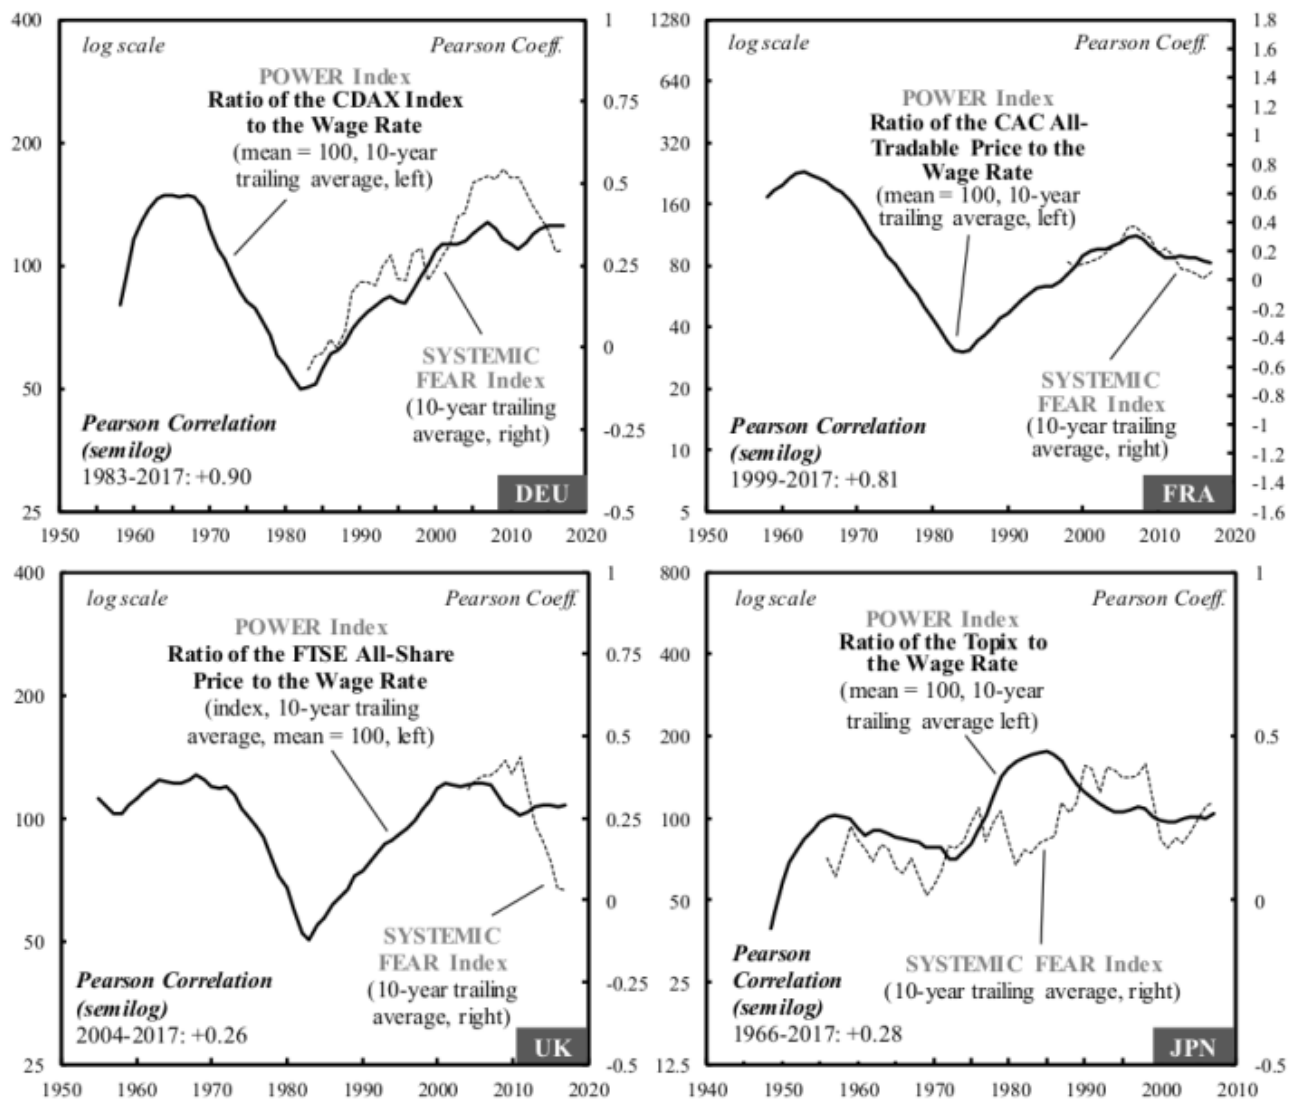 400
200
100
50
25
log scale
Pearson Coeff.
POWER Index
Ratio of the CDAX Index
to the Wage Rate
(mean = 100, 10-year
trailing average, left)
SYSTEMIC
FEAR Index
(10-year trailing
average, right)
Pearson Correlation
(semilog)
1983-2017: +0.90
DEU
1
0.75
0.5
0.25
0
-0.25
-0.5
1950 1960 1970 1980 1990 2000 2010 2020
1280
640
320
160
80
40
20
10
5
log scale
Pearson Coeff.
POWER Index
Ratio of the CAC All-
Tradable Price to the
Wage Rate
(mean = 100, 10-year
trailing average, left)
SYSTEMIC
FEAR Index
(10-year trailing
average, right)
Pearson Correlation
(semilog)
1999-2017: +0.81
FRA
1.8
1.6
1.4
1.2
1
0.8
0.6
0.4
0.2
0
-0.2
-0.4
-0.6
-0.8
-1
-1.2
-1.4
-1.6
1950 1960 1970 1980 1990 2000 2010 2020
400
200
100
50
25
log scale
Pearson Coeff.
POWER Index
Ratio of the FTSE All-Share
Price to the Wage Rate
(index, 10-year trailing
average, mean = 100, left)
SYSTEMIC
FEAR Index
(10-year trailing
average, right)
Pearson Correlation
(semilog)
2004-2017: +0.26
UK
1
0.75
0.5
0.25
0
-0.25
-0.5
1950 1960 1970 1980 1990 2000 2010 2020
800
400
200
100
50
25
12.5
log scale
Pearson Coeff.
POWER Index
Ratio of the Topix to
the Wage Rate
(mean = 100, 10-year
trailing average left)
SYSTEMIC FEAR Index
(10-year trailing average, right)
Pearson
Correlation
(semilog)
1966-2017: +0.28
JPN
1
0.5
0
-0.5
1940 1950 1960 1970 1980 1990 2000 2010